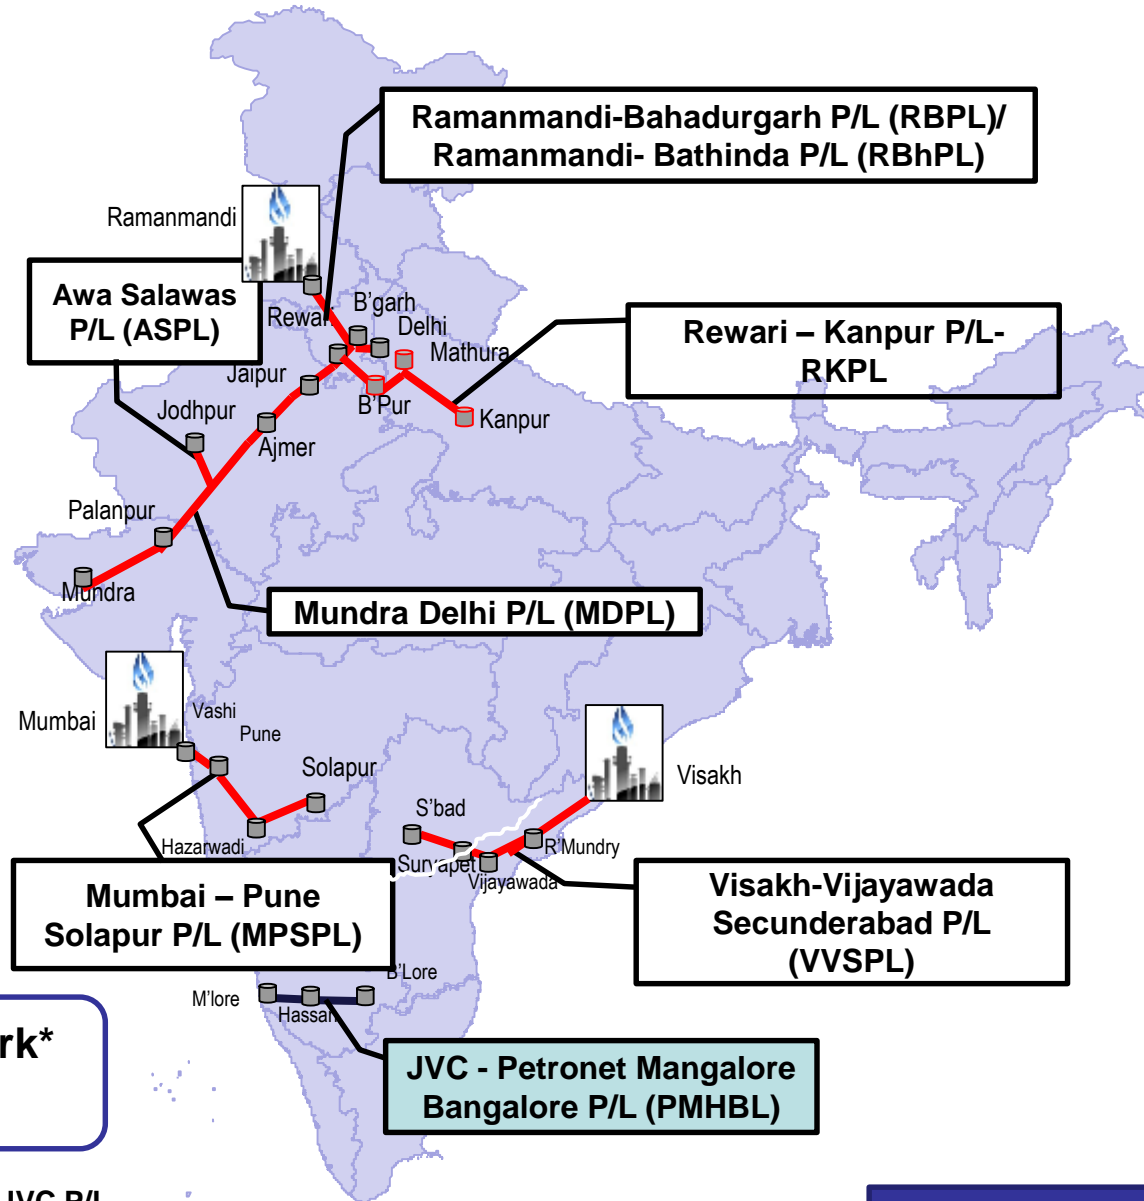 Ramanmandi-Bahadurgarh P/L (RBPL)/
Ramanmandi- Bathinda P/L (RBhPL)
Ramanmandi
Awa Salawas
P/L (ASPL)
B'garh
Rewari
Delhi
Mathura
Rewari – Kanpur P/L-
RKPL
Jaipur
B'Pur
Jodhpur
Kanpur
Ajmer
Palanpur
Mundra
Mundra Delhi P/L (MDPL)
Vashi
Mumbai
Pune
Solapur
Visakh
S'bad
Hazarwadi
R'Mundry
Suryapet
Vijayawada
Mumbai – Pune
Solapur P/L (MPSPL)
Visakh-Vijayawada
Secunderabad P/L
(VVSPL)
B'Lore
M'lore
Hassan
rk*
JVC - Petronet Mangalore
Bangalore P/L (PMHBL)
JVC P/L